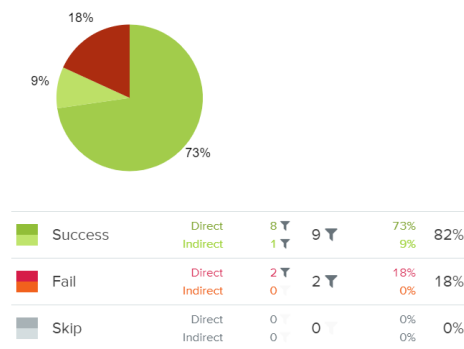 18%
9%
73%
Success Direct 8 9 73% 82%
Indirect 1 9%
Fail Direct 2 2 18% 18%
Indirect 0 0%
Skip Direct 0 0 0% 0%
Indirect 0 0%